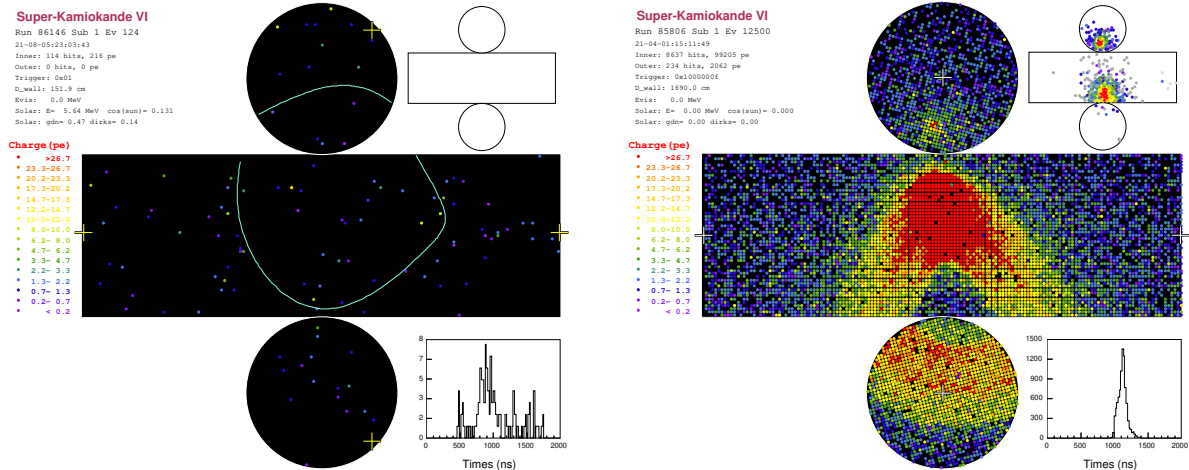 Super-Kamiokande VI
Run 86146 Sub 1 Ev 124
21-08-05:23:03:43
Inner: 114 hits, 216 pe
Outer: 0 hits, 0 pe
Trigger: 0x01
D_wall: 151.9 cm
Evis:   0.0 MeV
Solar: E=  5.64 MeV  cos(sun)= 0.131
Solar: gdn= 0.47 dirks= 0.14
Charge(pe)
>26.7
23.3-26.7
20.2-23.3
17.3-20.2
14.7-17.3
12.2-14.7
10.0-12.2
8.0-10.0
6.2- 8.0
4.7- 6.2
3.3- 4.7
2.2- 3.3
1.3- 2.2
0.7- 1.3
0.2- 0.7
< 0.2
8
7
5
3
2
0
0 500 1000 1500 2000
Times (ns)
Super-Kamiokande VI
Run 85806 Sub 1 Ev 12500
21-04-01:15:11:49
Inner: 8637 hits, 99205 pe
Outer: 234 hits, 2062 pe
Trigger: 0x1000000f
D_wall: 1690.0 cm
Evis:   0.0 MeV
Solar: E=  0.00 MeV  cos(sun)= 0.000
Solar: gdn= 0.00 dirks= 0.00
Charge(pe)
>26.7
23.3-26.7
20.2-23.3
17.3-20.2
14.7-17.3
12.2-14.7
10.0-12.2
8.0-10.0
6.2- 8.0
4.7- 6.2
3.3- 4.7
2.2- 3.3
1.3- 2.2
0.7- 1.3
0.2- 0.7
< 0.2
1500
1200
900
600
300
0
0 500 1000 1500 2000
Times (ns)